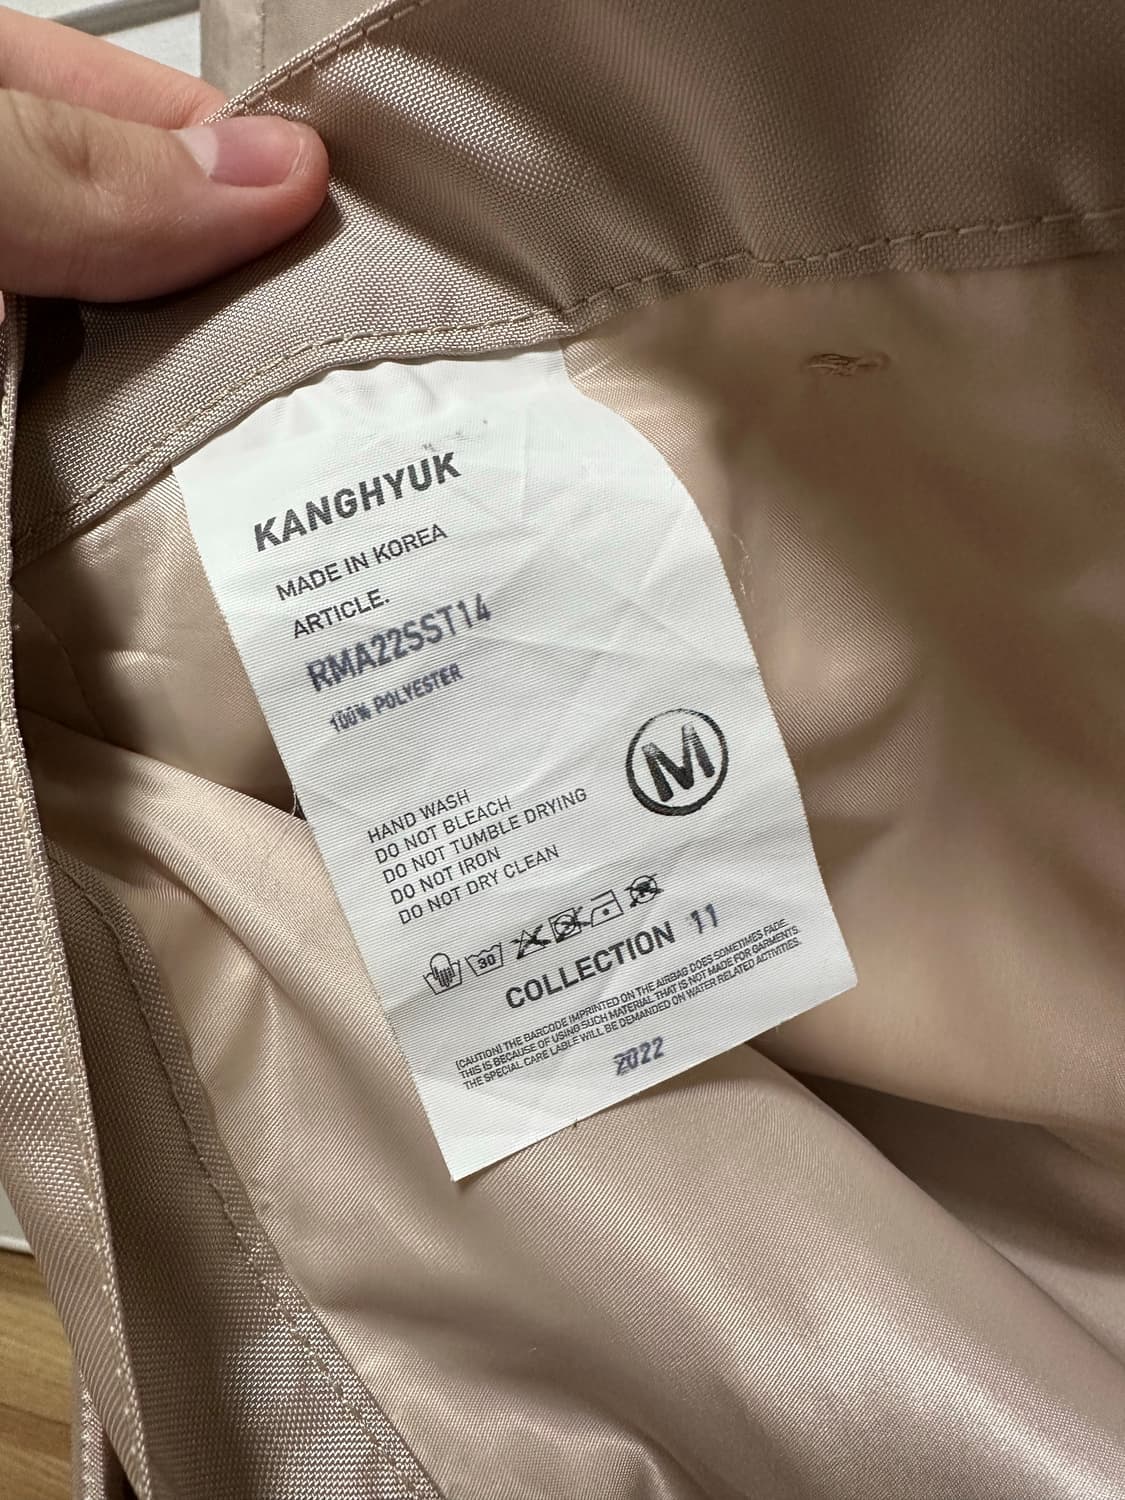 KANGHYUK
MADE IN KOREA
ARTICLE.
RMA22SST14
100% POLYESTER
M
HAND WASH
DO NOT BLEACH
DO NOT TUMBLE DRYING
DO NOT IRON
DO NOT DRY CLEAN
30
COLLECTION 11
[CAUTION] THE BARCODE IMPRINTED ON THE AIRBAG DOES SOMETIMES FADE.
THIS IS BECAUSE OF USING SUCH MATERIAL THAT IS NOT MADE FOR GARMENTS.
THE SPECIAL CARE LABLE WILL BE DEMANDED ON WATER RELATED ACTIVITIES.
2022